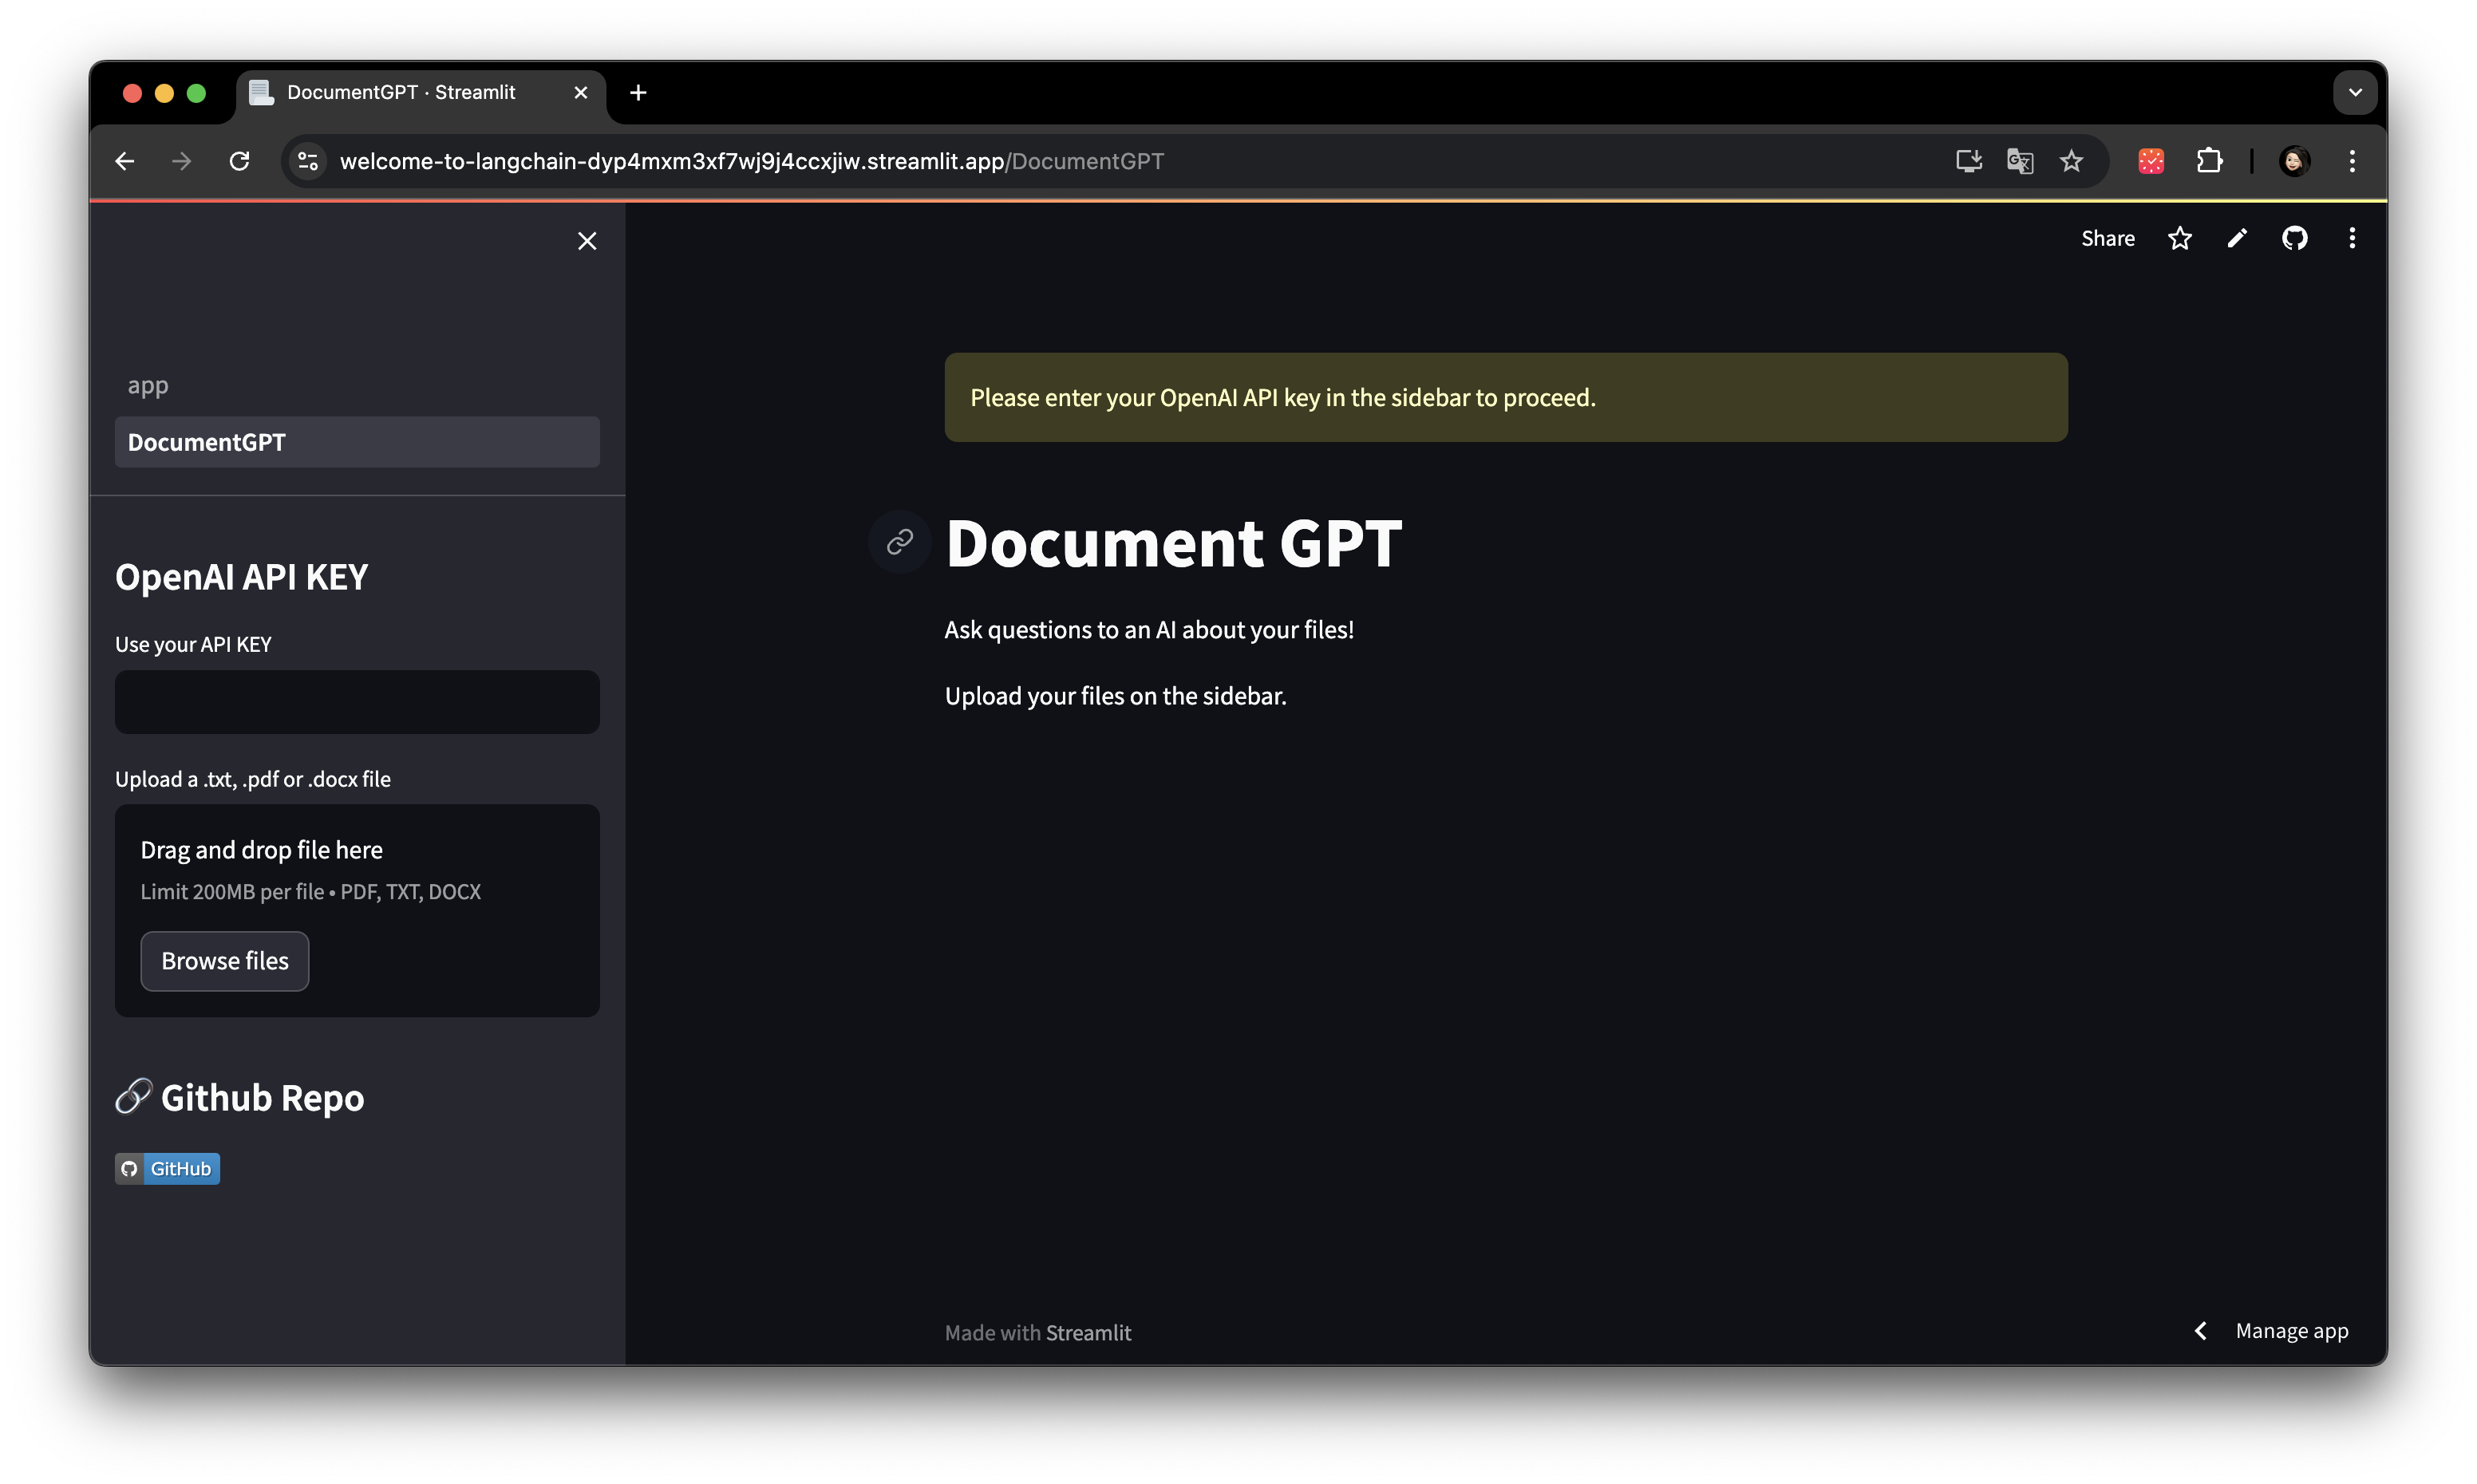 DocumentGPT · Streamlit
welcome-to-langchain-dyp4mxm3xf7wj9j4ccxjiw.streamlit.app/DocumentGPT
Share
app
DocumentGPT
OpenAI API KEY
Use your API KEY
Upload a .txt, .pdf or .docx file
Drag and drop file here
Limit 200MB per file • PDF, TXT, DOCX
Browse files
Github Repo
GitHub
Please enter your OpenAI API key in the sidebar to proceed.
Document GPT
Ask questions to an AI about your files!
Upload your files on the sidebar.
Made with Streamlit
Manage app